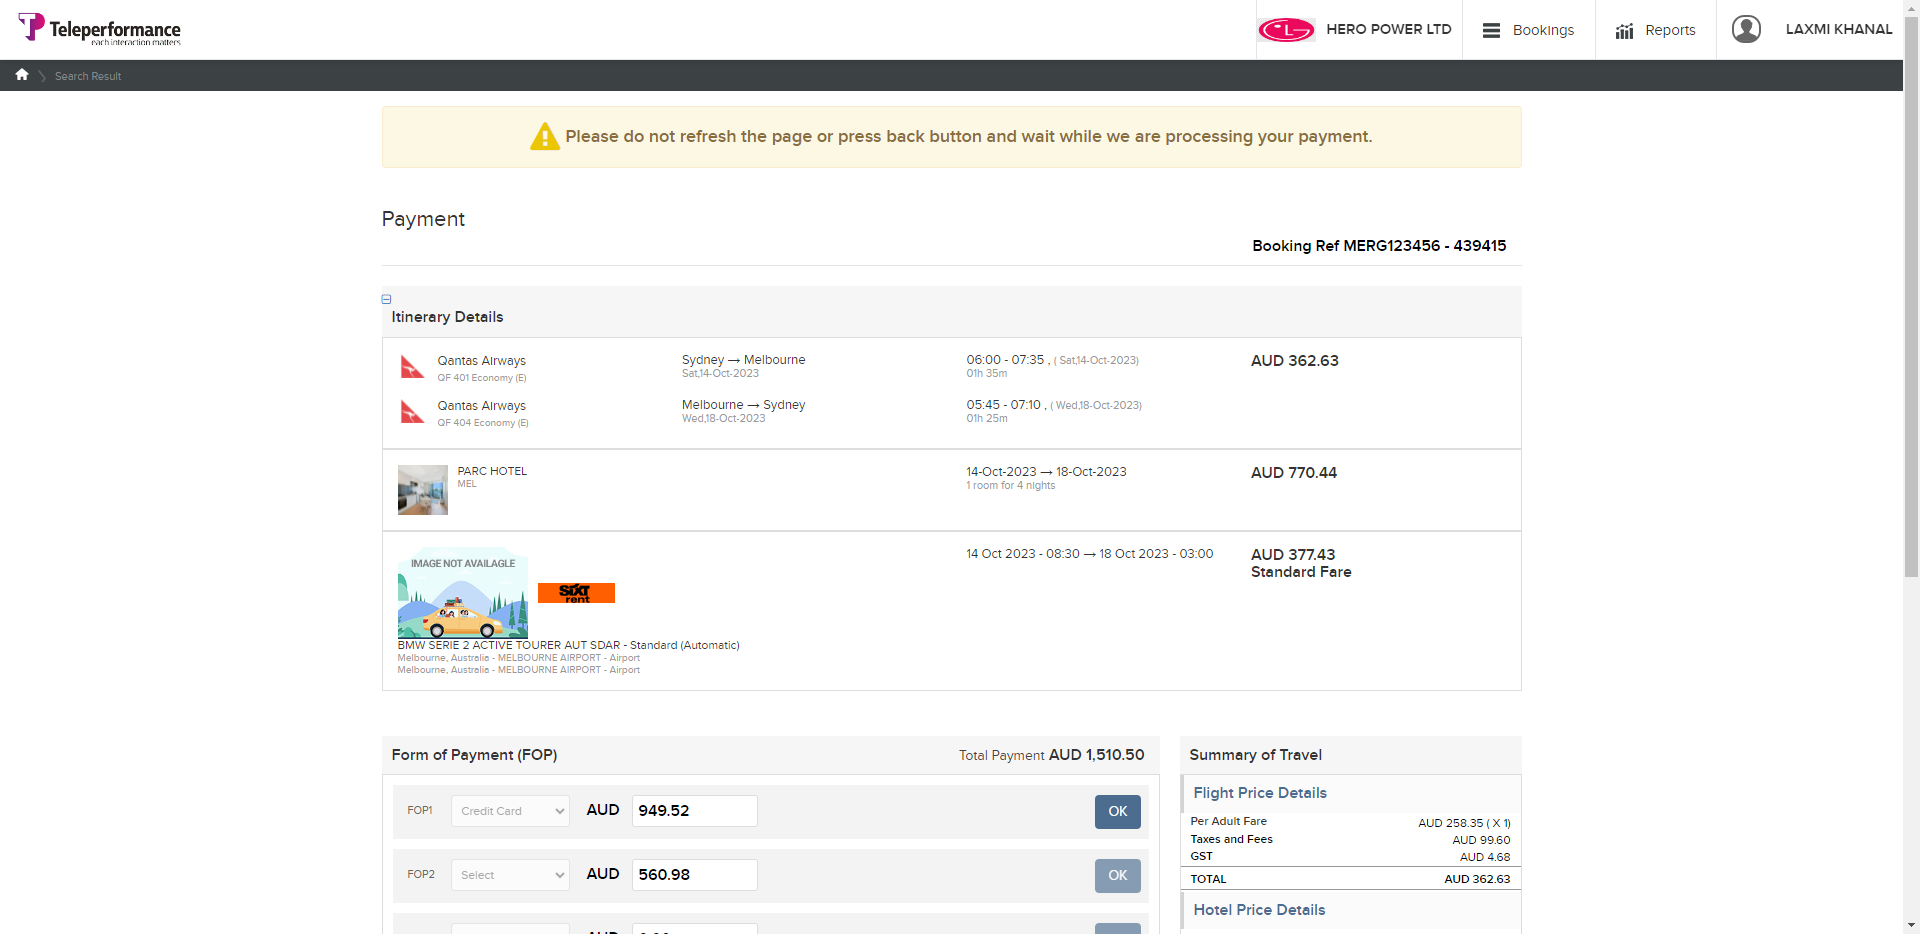 Teleperformance
each interaction matters
HERO POWER LTD
Bookings
Reports
LAXMI KHANAL
Search Result
Please do not refresh the page or press back button and wait while we are processing your payment.
Payment
Booking Ref MERG123456 - 439415
Itinerary Details
Qantas Airways
QF 401 Economy (E)
Sydney → Melbourne
Sat,14-Oct-2023
06:00 - 07:35 , ( Sat,14-Oct-2023)
01h 35m
AUD 362.63
Qantas Airways
QF 404 Economy (E)
Melbourne → Sydney
Wed,18-Oct-2023
05:45 - 07:10 , ( Wed,18-Oct-2023)
01h 25m
PARC HOTEL
MEL
14-Oct-2023 → 18-Oct-2023
1 room for 4 nights
AUD 770.44
IMAGE NOT AVAILAGLE
SIXT
rent
14 Oct 2023 - 08:30 → 18 Oct 2023 - 03:00
AUD 377.43
Standard Fare
BMW SERIE 2 ACTIVE TOURER AUT SDAR - Standard (Automatic)
Melbourne, Australia - MELBOURNE AIRPORT - Airport
Melbourne, Australia - MELBOURNE AIRPORT - Airport
Form of Payment (FOP)
Total Payment AUD 1,510.50
FOP1
Credit Card
AUD
949.52
OK
FOP2
Select
AUD
560.98
OK
Summary of Travel
Flight Price Details
Per Adult Fare
AUD 258.35 ( X 1)
Taxes and Fees
AUD 99.60
GST
AUD 4.68
TOTAL
AUD 362.63
Hotel Price Details